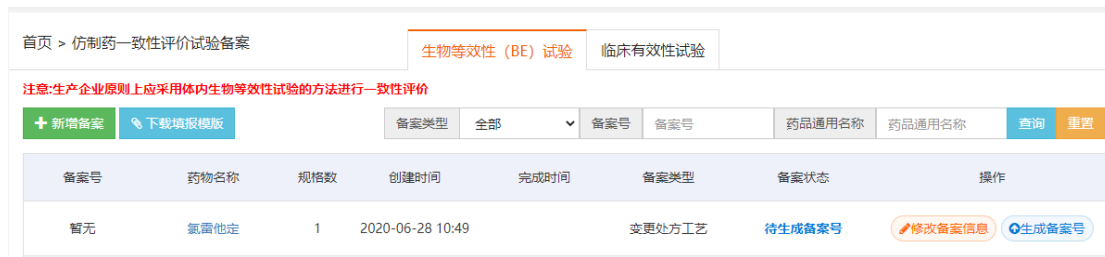 首页 > 仿制药一致性评价试验备案 生物等效性（BE）试验 临床有效性试验
注意:生产企业原则上应采用体内生物等效性试验的方法进行一致性评价
新增备案 下载填报模版 备案类型 全部 备案号 备案号 药品通用名称 药品通用名称 查询 重置
备案号 药物名称 规格数 创建时间 完成时间 备案类型 备案状态 操作
暂无 氯雷他定 1 2020-06-28 10:49 变更处方工艺 待生成备案号 修改备案信息 生成备案号